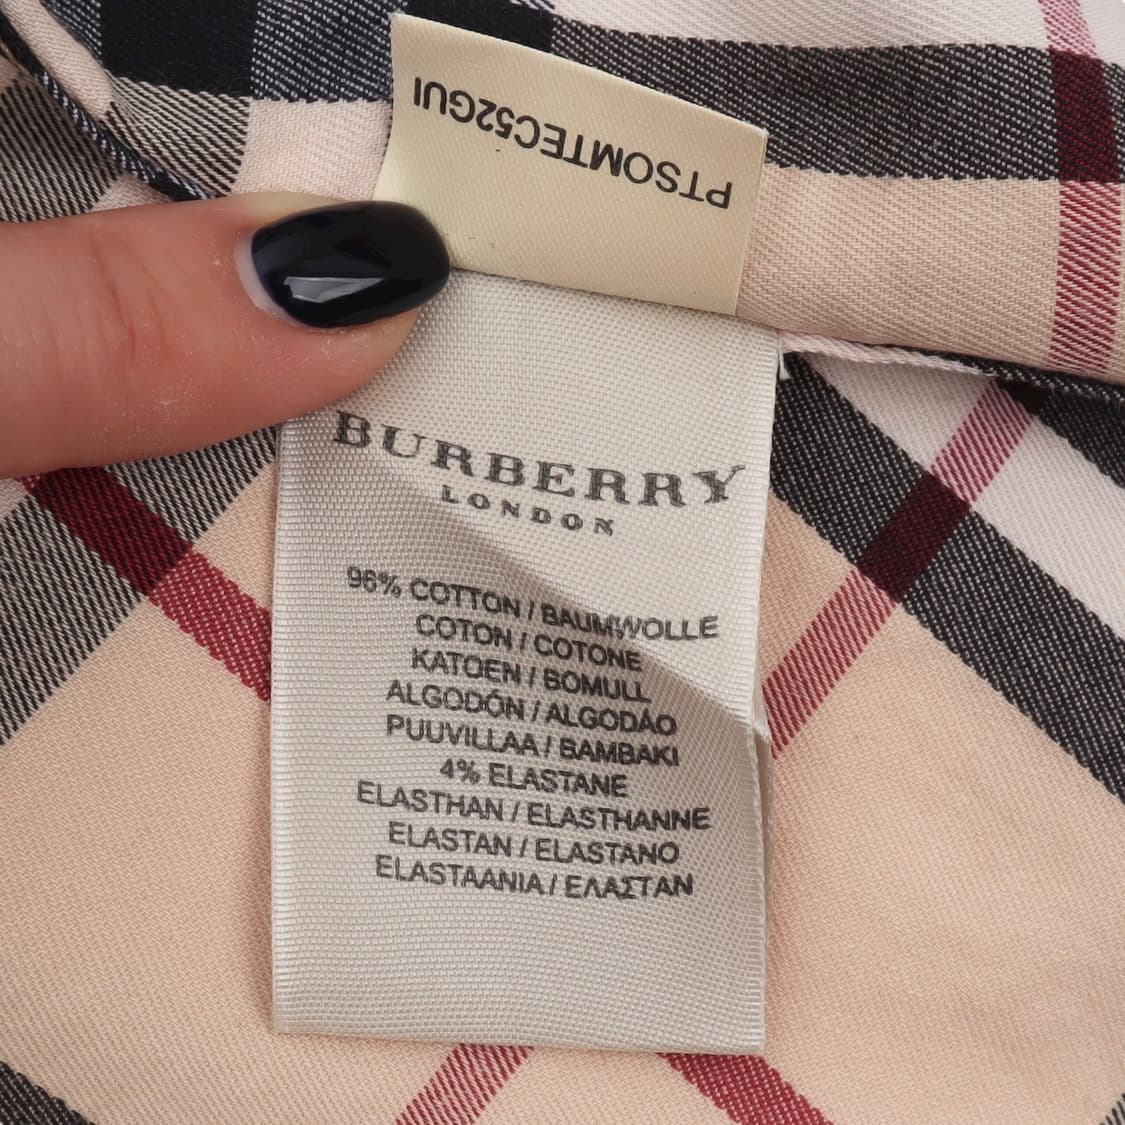 PTSOMTEC52GUI
BURBERRY
LONDON
96% COTTON / BAUMWOLLE
COTON / COTONE
KATOEN / BOMULL
ALGODÓN / ALGODÃO
PUUVILLAA / BAMBAKI
4% ELASTANE
ELASTHAN / ELASTHANNE
ELASTAN / ELASTANO
ELASTAANIA / ΕΛΑΣΤΑΝ